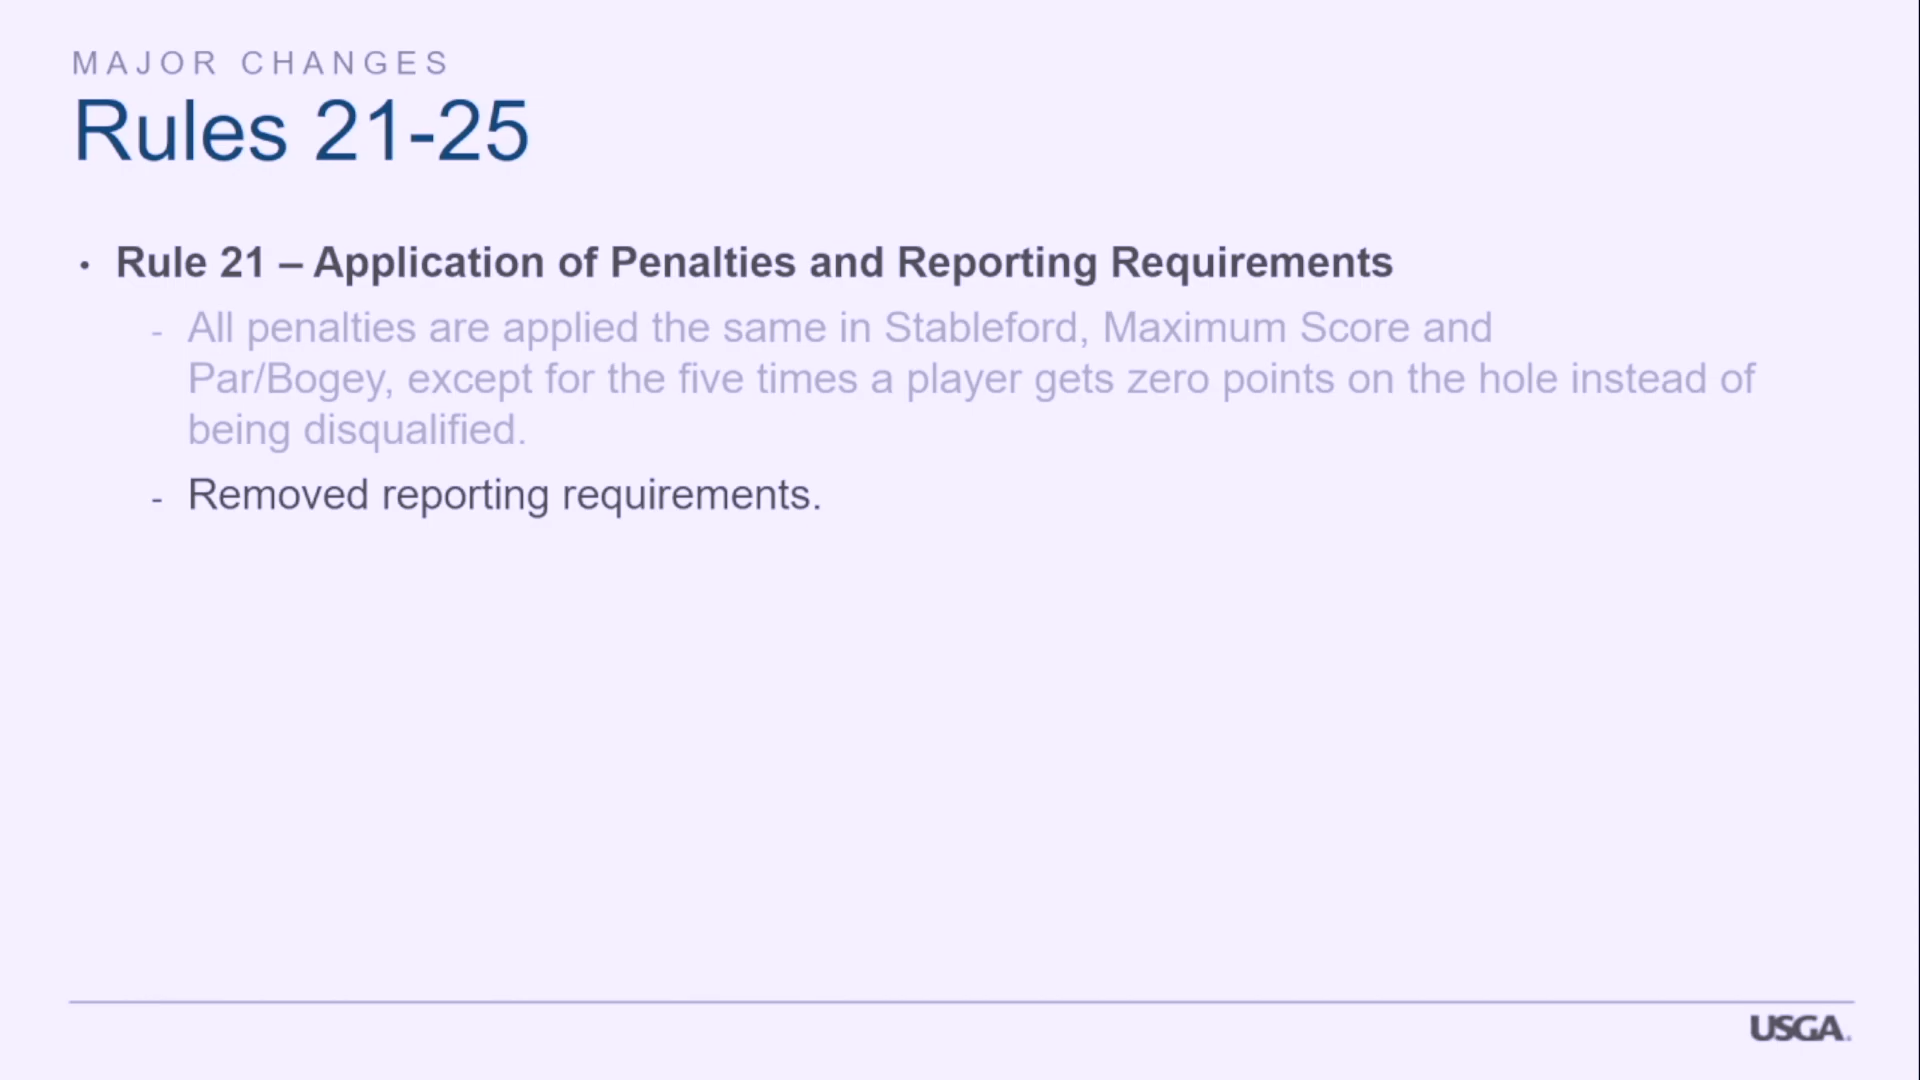 MAJOR CHANGES
Rules 21-25
• Rule 21 – Application of Penalties and Reporting Requirements
- All penalties are applied the same in Stableford, Maximum Score and
Par/Bogey, except for the five times a player gets zero points on the hole instead of
being disqualified.
- Removed reporting requirements.
USGA.